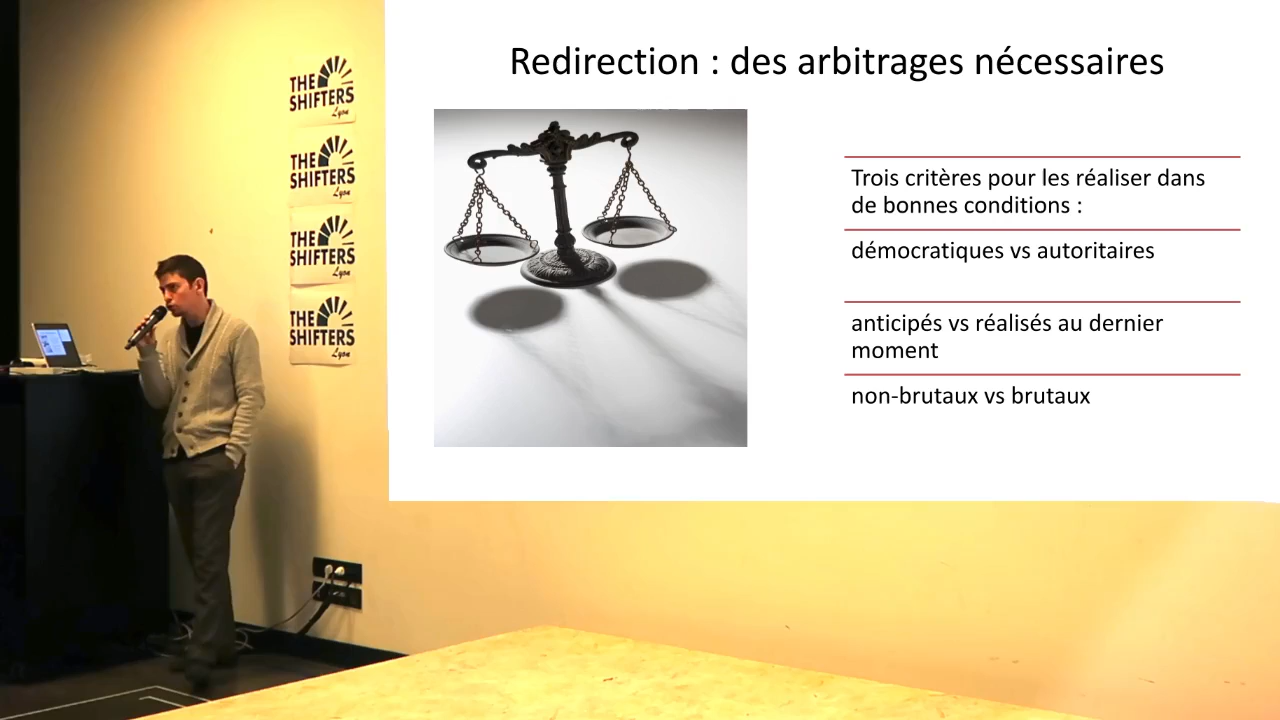 Redirection : des arbitrages nécessaires
THE
SHIFTERS
Lyon
THE
SHIFTERS
Lyon
THE
SHIFTERS
Lyon
THE
SHIFTERS
Lyon
Trois critères pour les réaliser dans
de bonnes conditions :
démocratiques vs autoritaires
anticipés vs réalisés au dernier
moment
non-brutaux vs brutaux